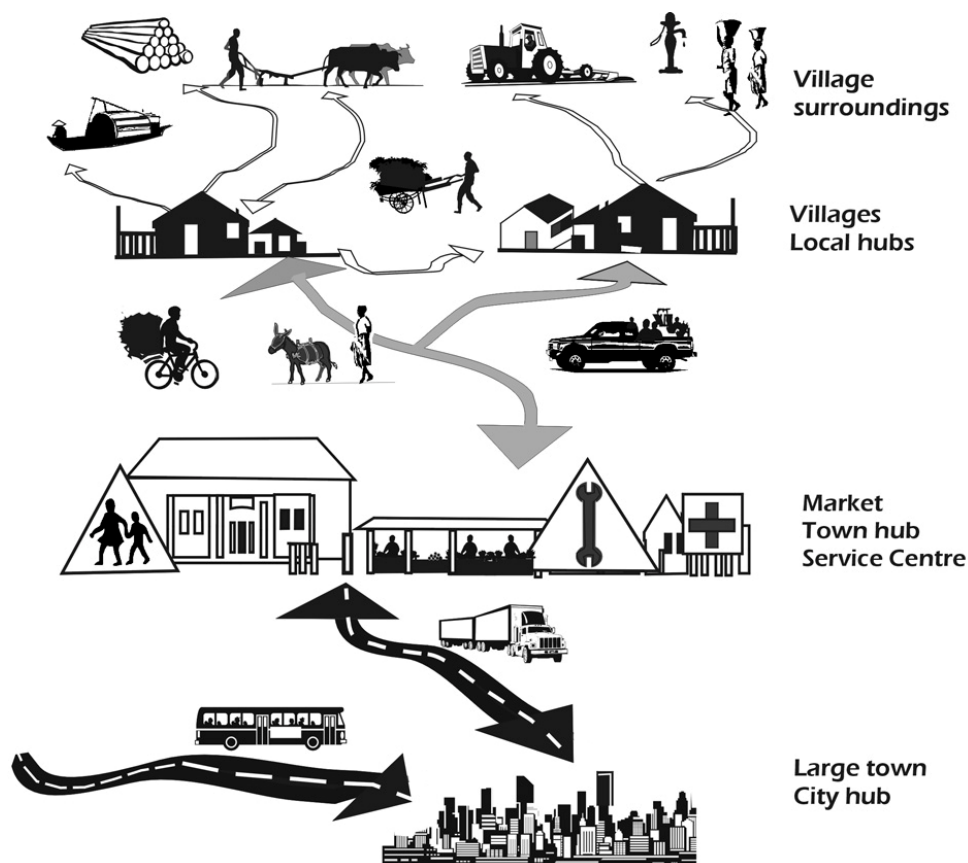 Village
surroundings
Villages
Local hubs
Market
Town hub
Service Centre
Large town
City hub